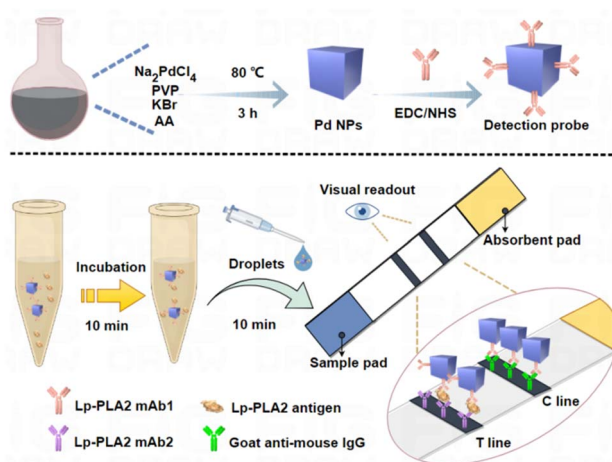 Na₂PdCl₄
PVP
KBr
AA
80 ℃
3 h
Pd NPs
EDC/NHS
Detection probe
Visual readout
Absorbent pad
Incubation
10 min
Droplets
10 min
Sample pad
C line
T line
Lp-PLA2 mAb1
Lp-PLA2 antigen
Lp-PLA2 mAb2
Goat anti-mouse IgG